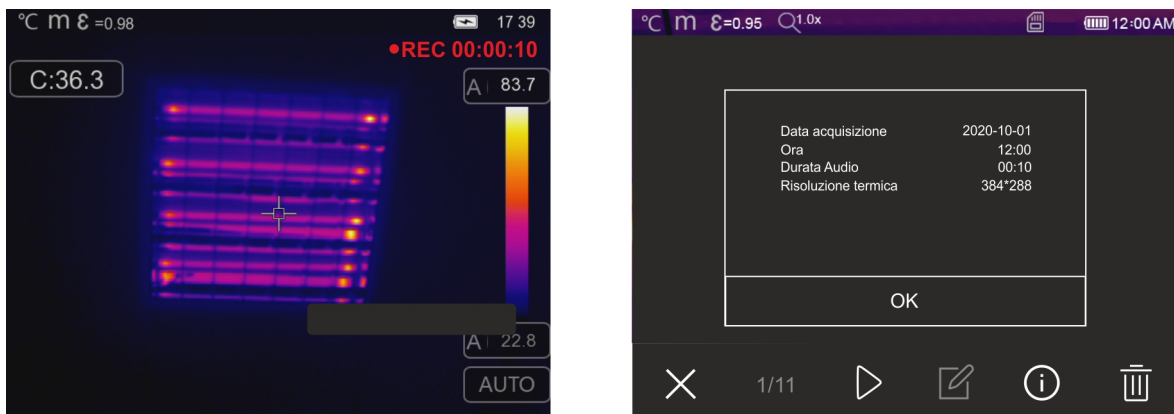 °C m ε =0.98 17 39
●REC 00:00:10
C:36.3
A 83.7
A 22.8
AUTO
°C m ε=0.95 1.0x 12:00 AM
Data acquisizione 2020-10-01
Ora 12:00
Durata Audio 00:10
Risoluzione termica 384*288
OK
1/11